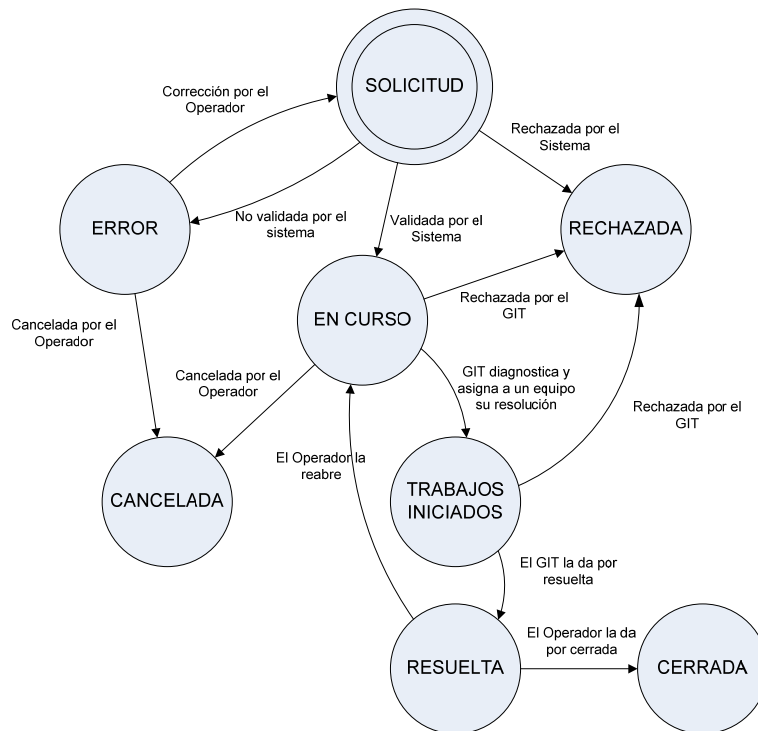 SOLICITUD
Corrección por el
Operador
Rechazada por el
Sistema
ERROR
No validada por el
sistema
Validada por el
Sistema
RECHAZADA
EN CURSO
Rechazada por el
GIT
Cancelada por el
Operador
Cancelada por el
Operador
GIT diagnostica y
asigna a un equipo
su resolución
Rechazada por el
GIT
El Operador la
reabre
CANCELADA
TRABAJOS
INICIADOS
El GIT la da por
resuelta
El Operador la da
por cerrada
RESUELTA
CERRADA